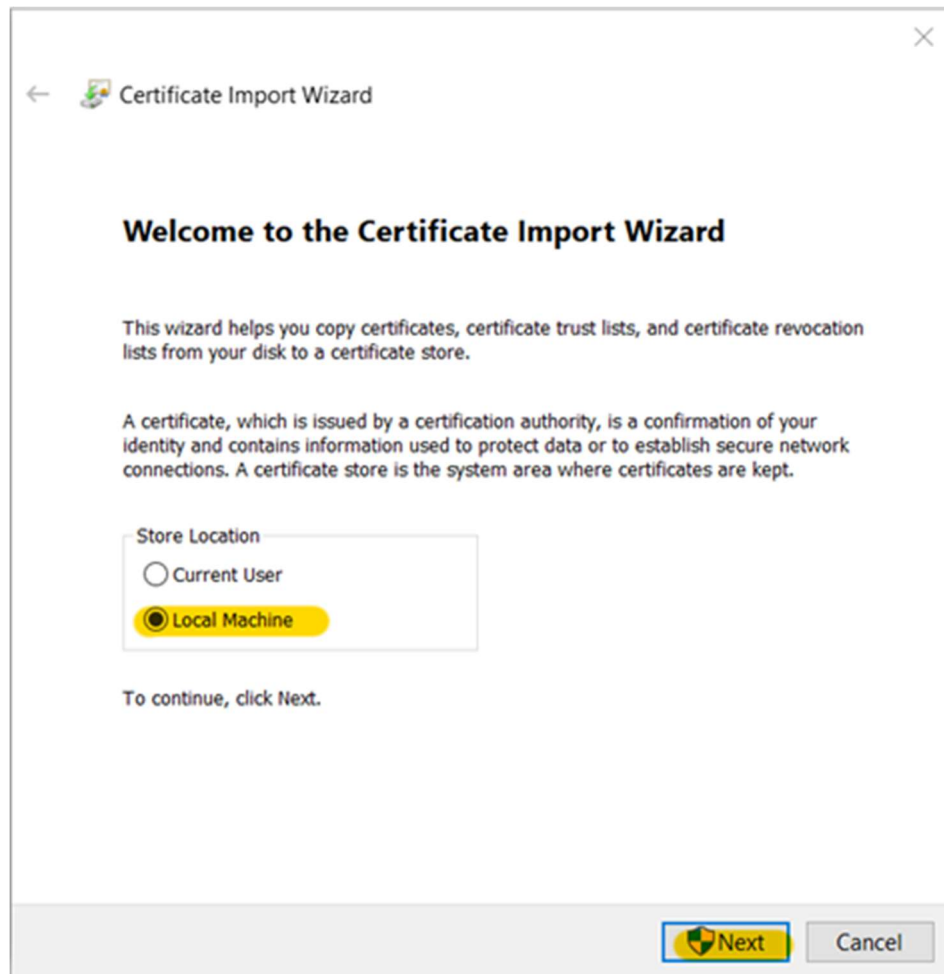 Certificate Import Wizard
Welcome to the Certificate Import Wizard
This wizard helps you copy certificates, certificate trust lists, and certificate revocation
lists from your disk to a certificate store.
A certificate, which is issued by a certification authority, is a confirmation of your
identity and contains information used to protect data or to establish secure network
connections. A certificate store is the system area where certificates are kept.
Store Location
Current User
Local Machine
To continue, click Next.
Next
Cancel